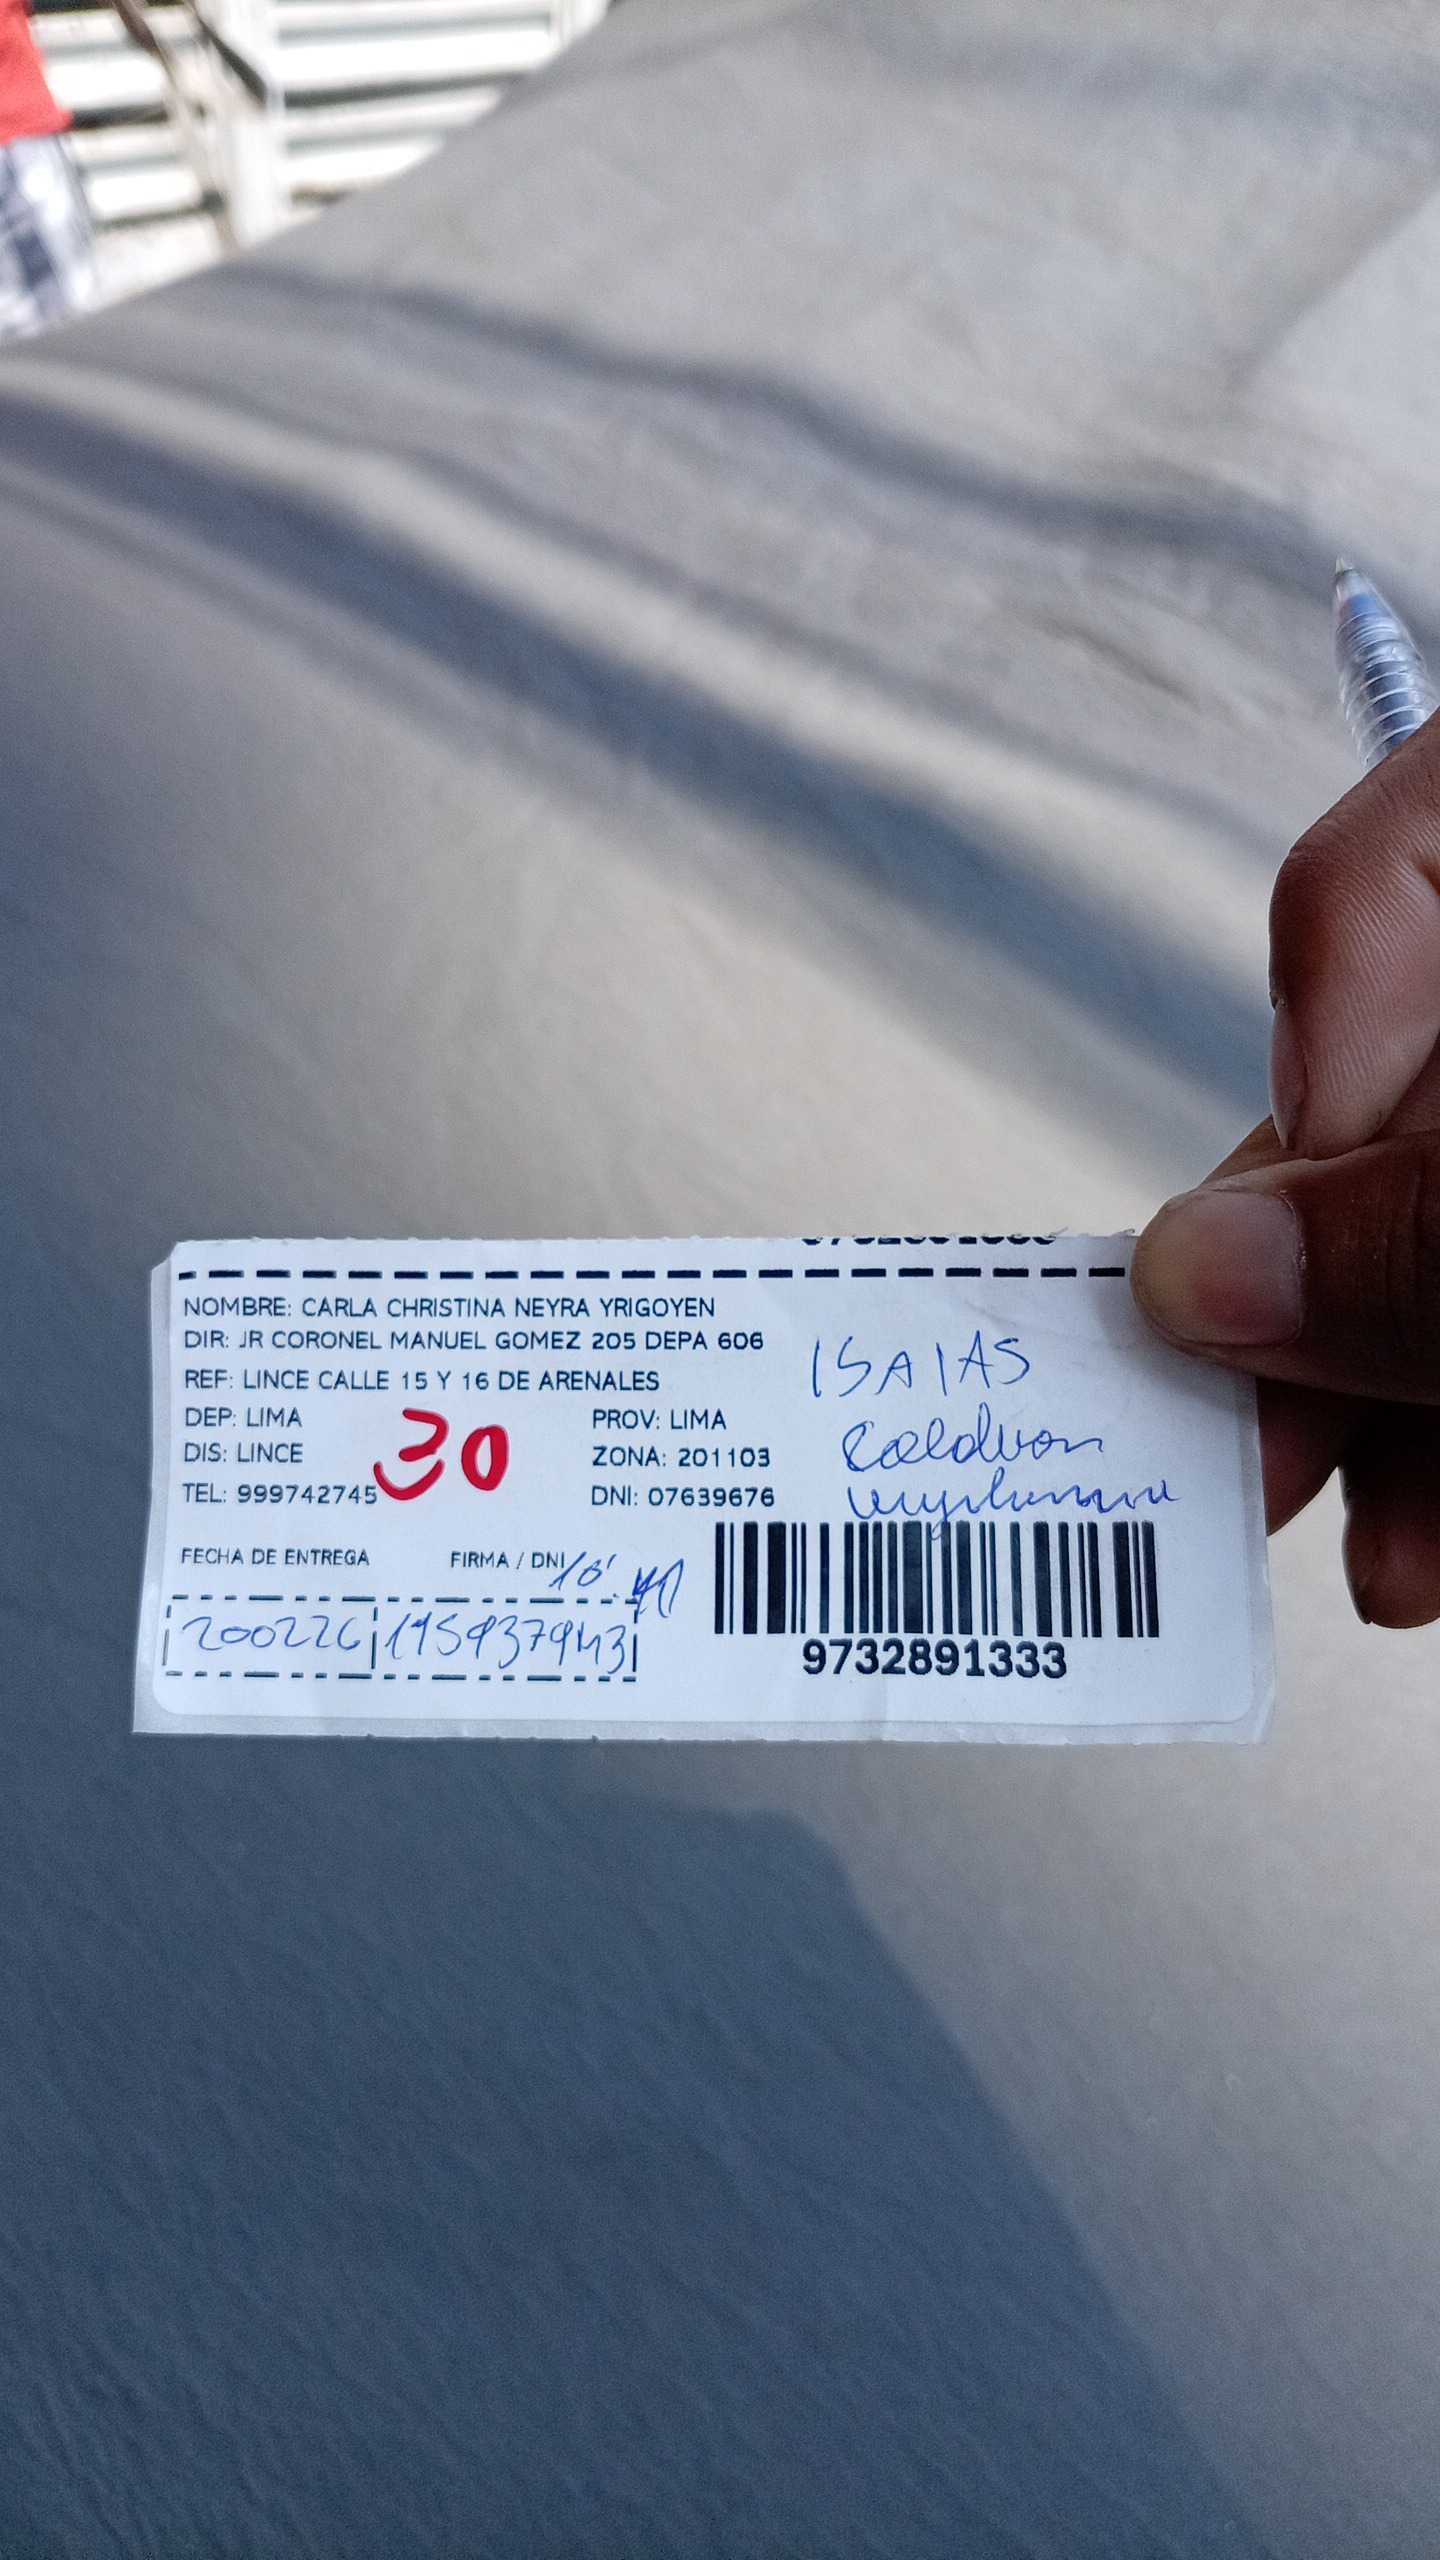 NOMBRE: CARLA CHRISTINA NEYRA YRIGOYEN
DIR: JR CORONEL MANUEL GOMEZ 205 DEPA 606
REF: LINCE CALLE 15 Y 16 DE ARENALES
ISAIAS
DEP: LIMA
PROV: LIMA
30
DIS: LINCE
ZONA: 201103
TEL: 999742745
DNI: 07639676
FECHA DE ENTREGA
FIRMA / DNI
200226
9732891333